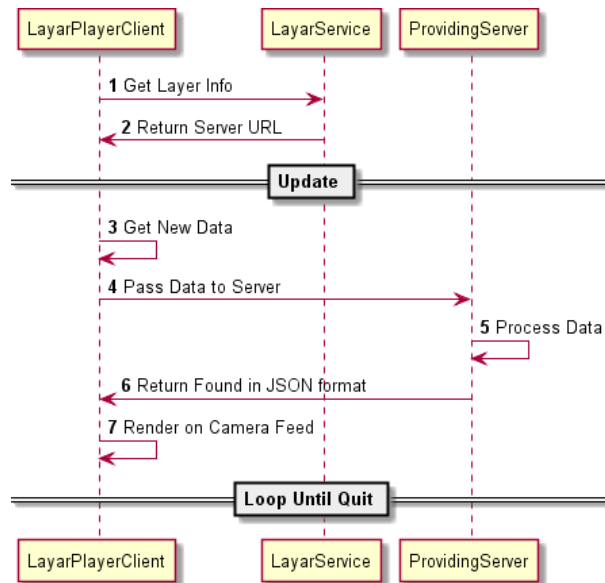 LayarPlayerClient LayarService ProvidingServer
1 Get Layer Info
2 Return Server URL
Update
3 Get New Data
4 Pass Data to Server
5 Process Data
6 Return Found in JSON format
7 Render on Camera Feed
Loop Until Quit
LayarPlayerClient LayarService ProvidingServer